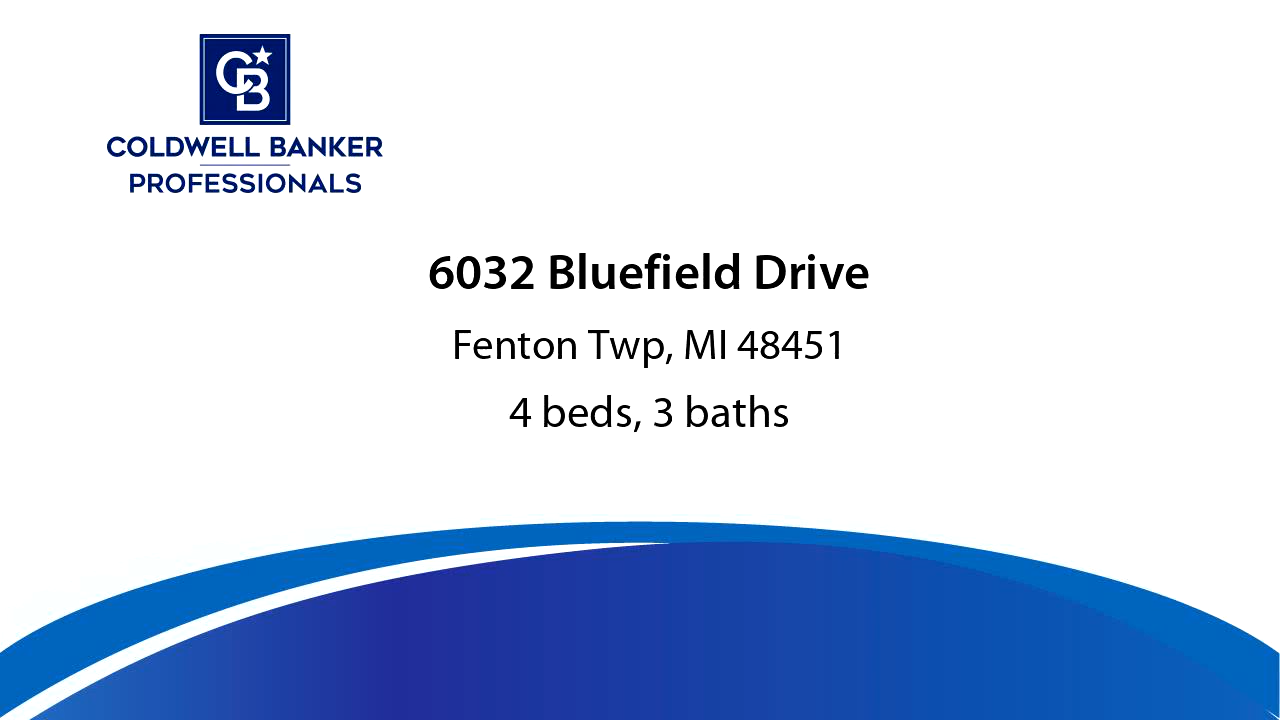 CB
COLDWELL BANKER
PROFESSIONALS
6032 Bluefield Drive
Fenton Twp, MI 48451
4 beds, 3 baths